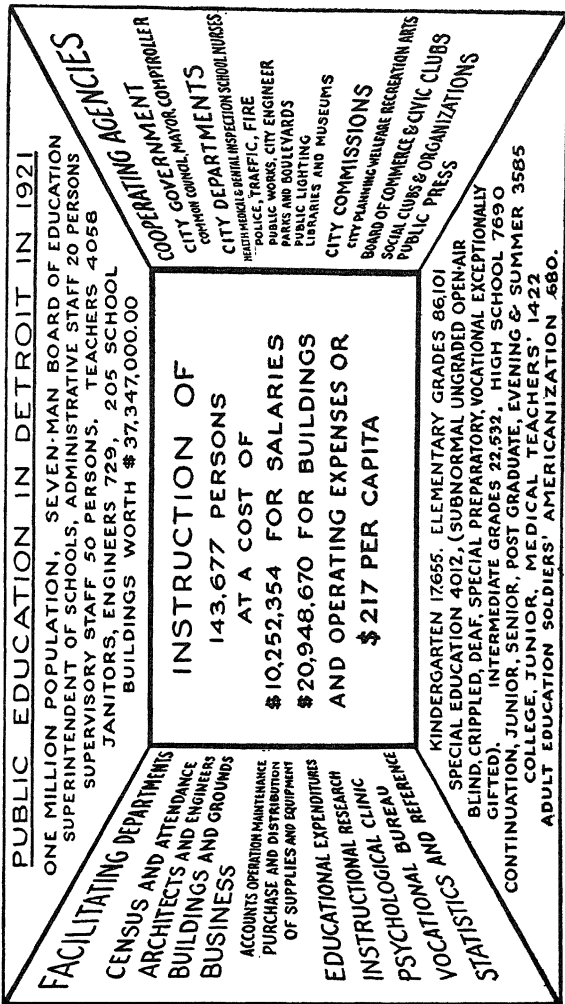 PUBLIC EDUCATION IN DETROIT IN 1921
ONE MILLION POPULATION, SEVEN-MAN BOARD OF EDUCATION
SUPERINTENDENT OF SCHOOLS, ADMINISTRATIVE STAFF 20 PERSONS
SUPERVISORY STAFF 50 PERSONS, TEACHERS 4058
JANITORS, ENGINEERS 729, 205 SCHOOL
BUILDINGS WORTH $37,347,000.00
FACILITATING DEPARTMENTS
CENSUS AND ATTENDANCE
ARCHITECTS AND ENGINEERS
BUILDINGS AND GROUNDS
BUSINESS
ACCOUNTS OPERATION MAINTENANCE
PURCHASE AND DISTRIBUTION
OF SUPPLIES AND EQUIPMENT
EDUCATIONAL EXPENDITURES
INSTRUCTIONAL RESEARCH
INSTRUCTIONAL CLINIC
PSYCHOLOGICAL BUREAU
VOCATIONAL BUREAU
STATISTICS AND REFERENCE
INSTRUCTION OF
143,677 PERSONS
AT A COST OF
$10,252,354 FOR SALARIES
$20,948,670 FOR BUILDINGS
AND OPERATING EXPENSES OR
$217 PER CAPITA
COOPERATING AGENCIES
CITY GOVERNMENT
COMMON COUNCIL, MAYOR, COMPTROLLER
CITY DEPARTMENTS
HEALTH MEDICAL & DENTAL INSPECTION SCHOOL NURSES
POLICE, TRAFFIC, FIRE
PUBLIC WORKS, CITY ENGINEER
PARKS AND BOULEVARDS
PUBLIC LIGHTING
LIBRARIES AND MUSEUMS
CITY COMMISSIONS
CITY PLANNING WELLFARE RECREATION ARTS
BOARD OF COMMERCE & CIVIC CLUBS
SOCIAL CLUBS & ORGANIZATIONS
PUBLIC PRESS
KINDERGARTEN 17,655. ELEMENTARY GRADES 86,101
SPECIAL EDUCATION 4012, (SUBNORMAL UNGRADED OPEN-AIR
BLIND, CRIPPLED, DEAF, SPECIAL PREPARATORY, VOCATIONAL EXCEPTIONALLY
GIFTED). INTERMEDIATE GRADES 22,532. HIGH SCHOOL 7690
CONTINUATION, JUNIOR, SENIOR, POST GRADUATE, EVENING & SUMMER 3585
COLLEGE, JUNIOR, MEDICAL TEACHERS' 1422
ADULT EDUCATION SOLDIERS' AMERICANIZATION 680.